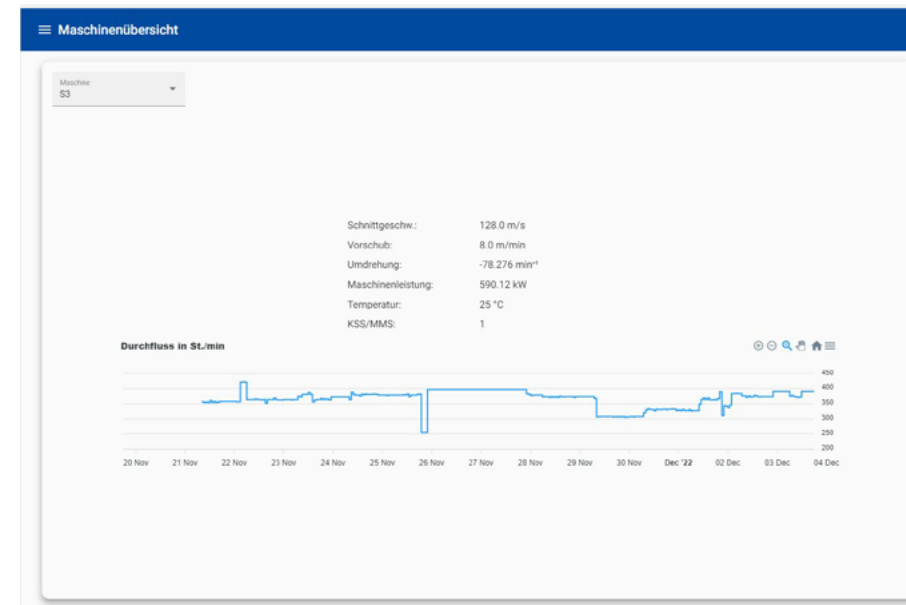 Maschinenübersicht
Maschine
S3
Schnittgeschw.: 128.0 m/s
Vorschub: 8.0 m/min
Umdrehung: -78.276 min⁻¹
Maschinenleistung: 590.12 kW
Temperatur: 25 °C
KSS/MMS: 1
Durchfluss in St./min
450
400
350
300
250
200
20 Nov 21 Nov 22 Nov 23 Nov 24 Nov 25 Nov 26 Nov 27 Nov 28 Nov 29 Nov 30 Nov Dec '22 02 Dec 03 Dec 04 Dec